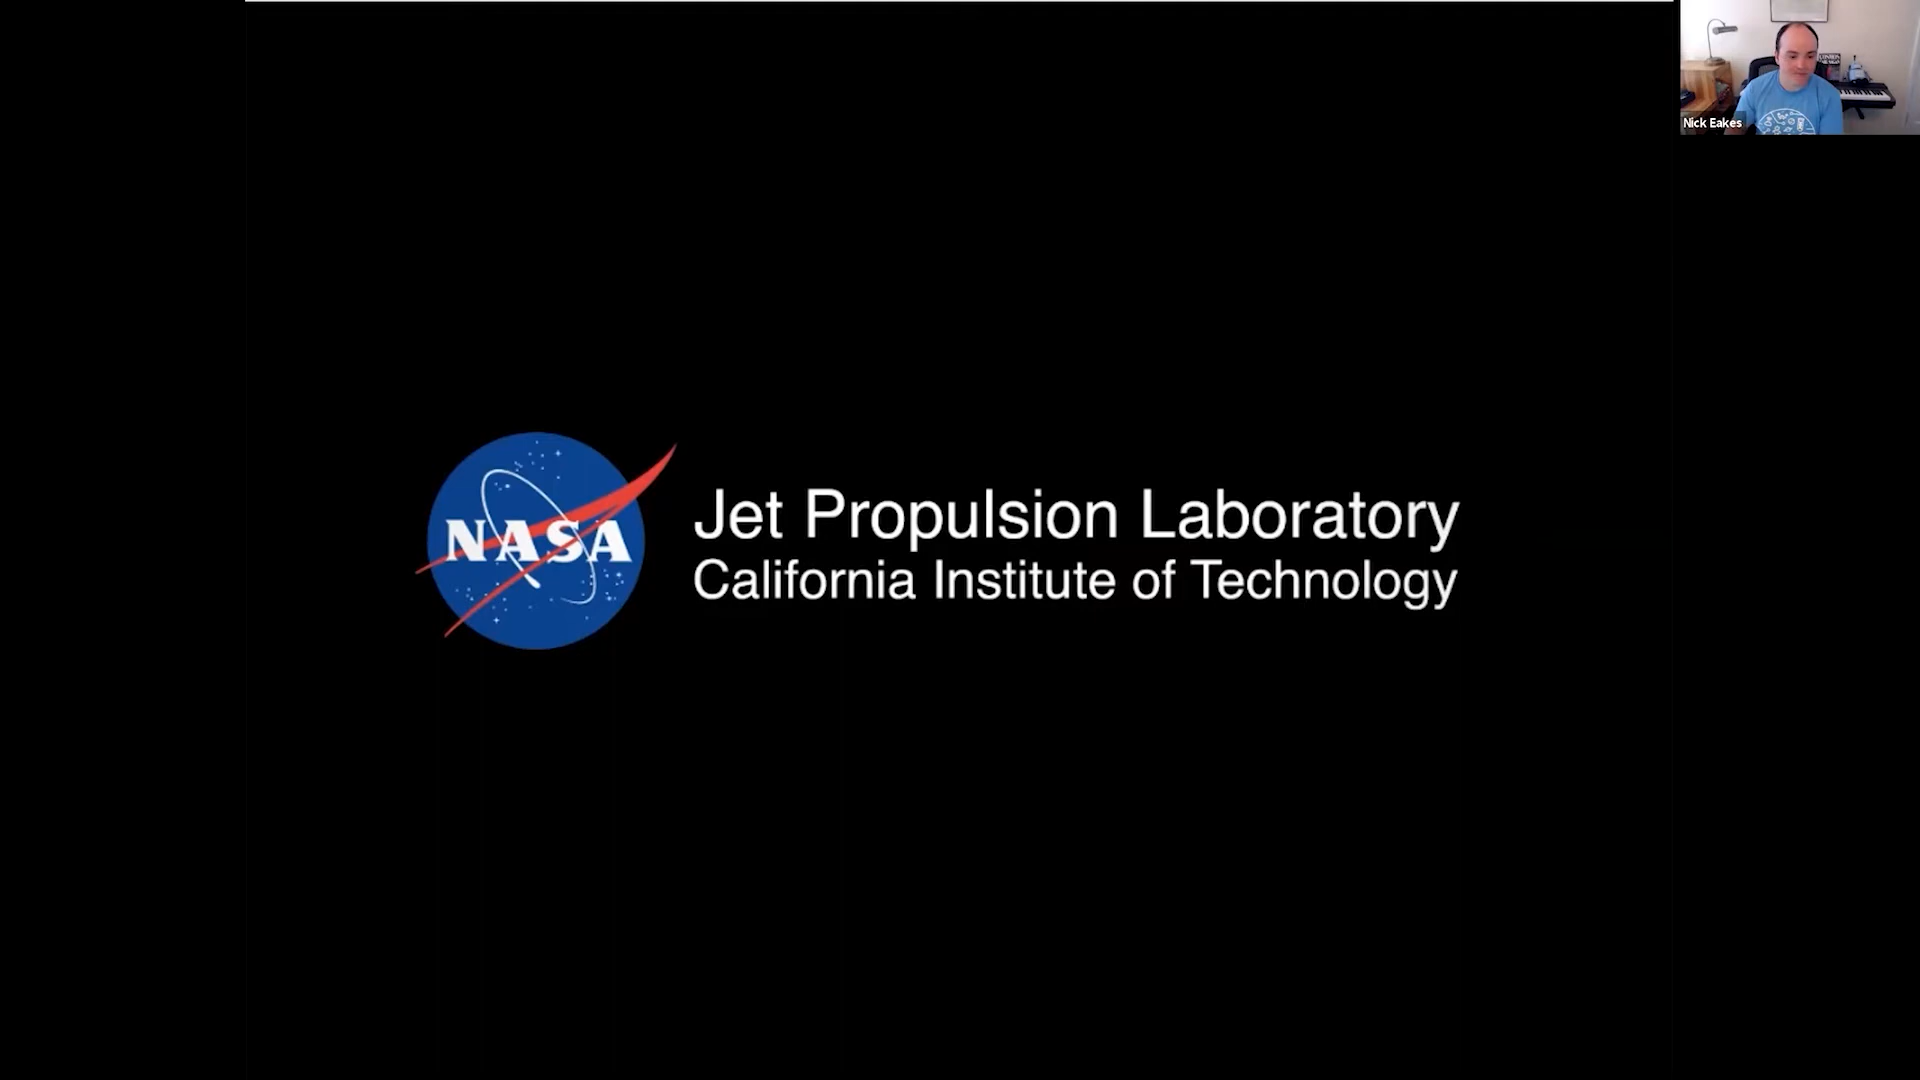 Nick Eakes
NASA
Jet Propulsion Laboratory
California Institute of Technology